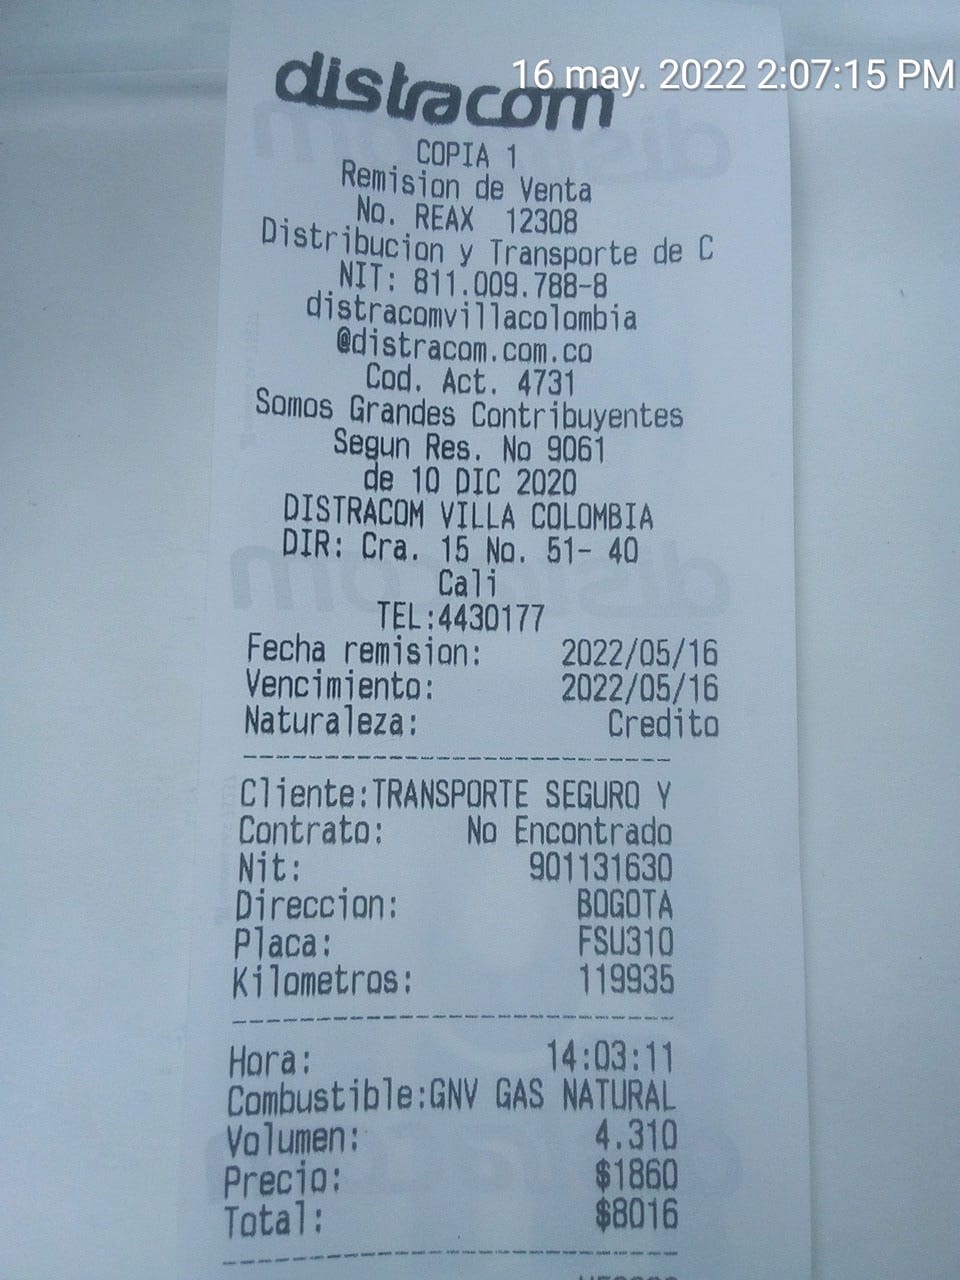 16 may. 2022 2:07:15 PM
distracom
COPIA 1
Remision de Venta
No. REAX 12308
Distribucion y Transporte de C
NIT: 811.009.788-8
distracomvillacolombia
@distracom.com.co
Cod. Act. 4731
Somos Grandes Contribuyentes
Segun Res. No 9061
de 10 DIC 2020
DISTRACOM VILLA COLOMBIA
DIR: Cra. 15 No. 51- 40
Cali
TEL:4430177
Fecha remision: 2022/05/16
Vencimiento: 2022/05/16
Naturaleza: Credito
Cliente:TRANSPORTE SEGURO Y
Contrato: No Encontrado
Nit: 901131630
Direccion: BOGOTA
Placa: FSU310
Kilometros: 119935
Hora: 14:03:11
Combustible:GNV GAS NATURAL
Volumen: 4.310
Precio: $1860
Total: $8016